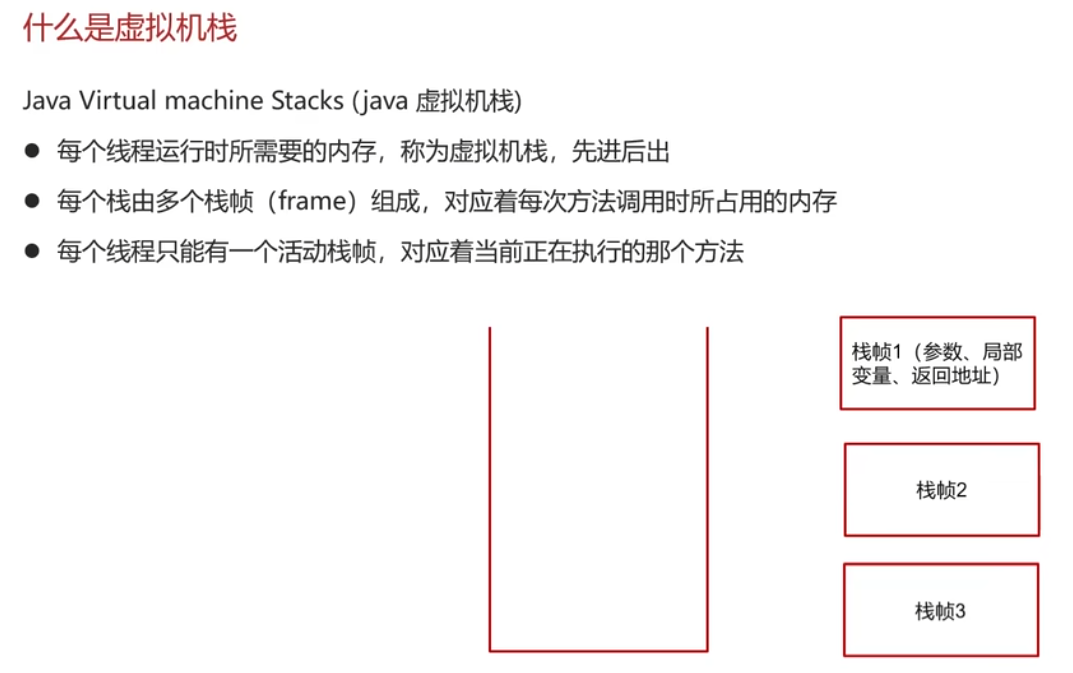 什么是虚拟机栈
Java Virtual machine Stacks (java 虚拟机栈)
● 每个线程运行时所需要的内存，称为虚拟机栈，先进后出
● 每个栈由多个栈帧（frame）组成，对应着每次方法调用时所占用的内存
● 每个线程只能有一个活动栈帧，对应着当前正在执行的那个方法
栈帧1（参数、局部
变量、返回地址）
栈帧2
栈帧3